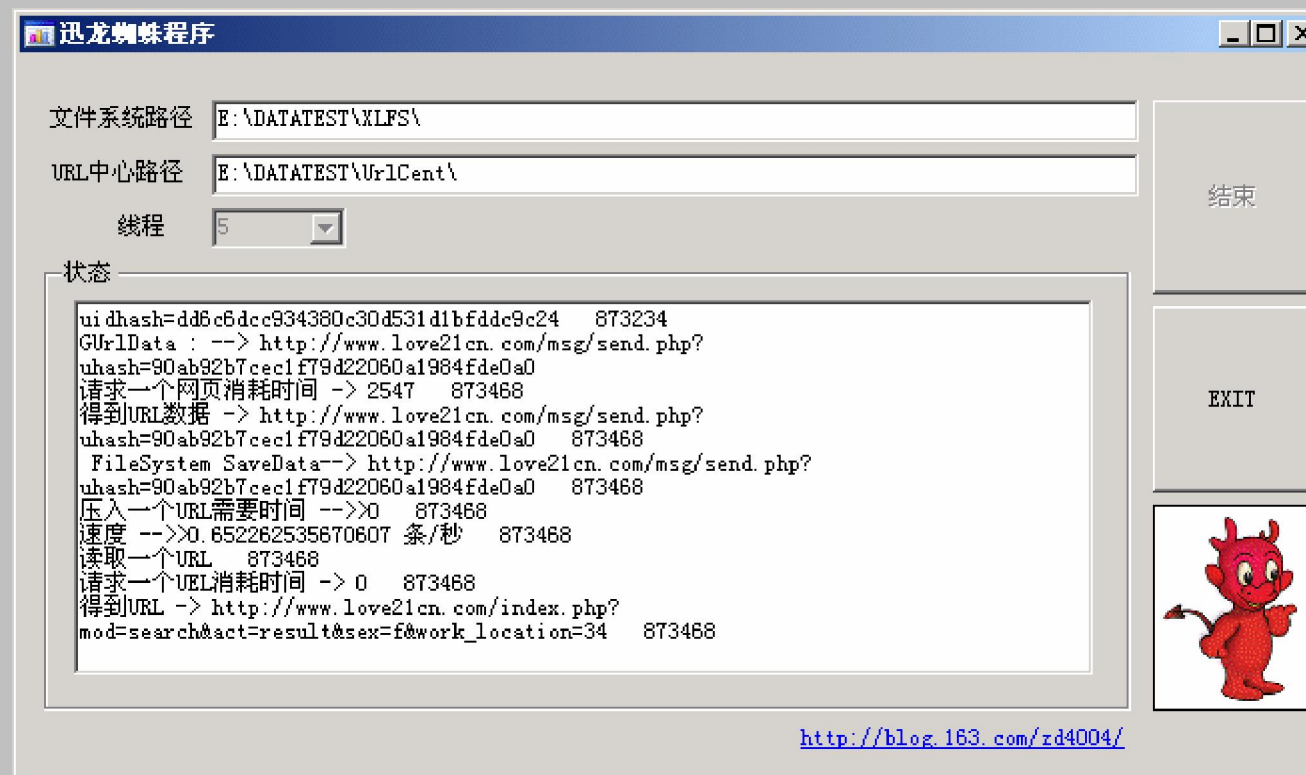 迅龙蜘蛛程序
文件系统路径 E:\DATATEST\XLFS\
URL中心路径 E:\DATATEST\UrlCent\
线程 5
结束
状态
uidhash=dd6c6dcc934380c30d531d1bfddc9c24 873234
GUrlData : --> http://www.love21cn.com/msg/send.php?
uhash=90ab92b7cec1f79d22060a1984fde0a0
请求一个网页消耗时间 -> 2547 873468
得到URL数据 -> http://www.love21cn.com/msg/send.php?
uhash=90ab92b7cec1f79d22060a1984fde0a0 873468
FileSystem SaveData--> http://www.love21cn.com/msg/send.php?
uhash=90ab92b7cec1f79d22060a1984fde0a0 873468
压入一个URL需要时间 -->>0 873468
速度 -->>0.652262535670607 条/秒 873468
读取一个URL 873468
请求一个UEL消耗时间 -> 0 873468
得到URL -> http://www.love21cn.com/index.php?
mod=search&act=result&sex=f&work_location=34 873468
EXIT
http://blog.163.com/zd4004/